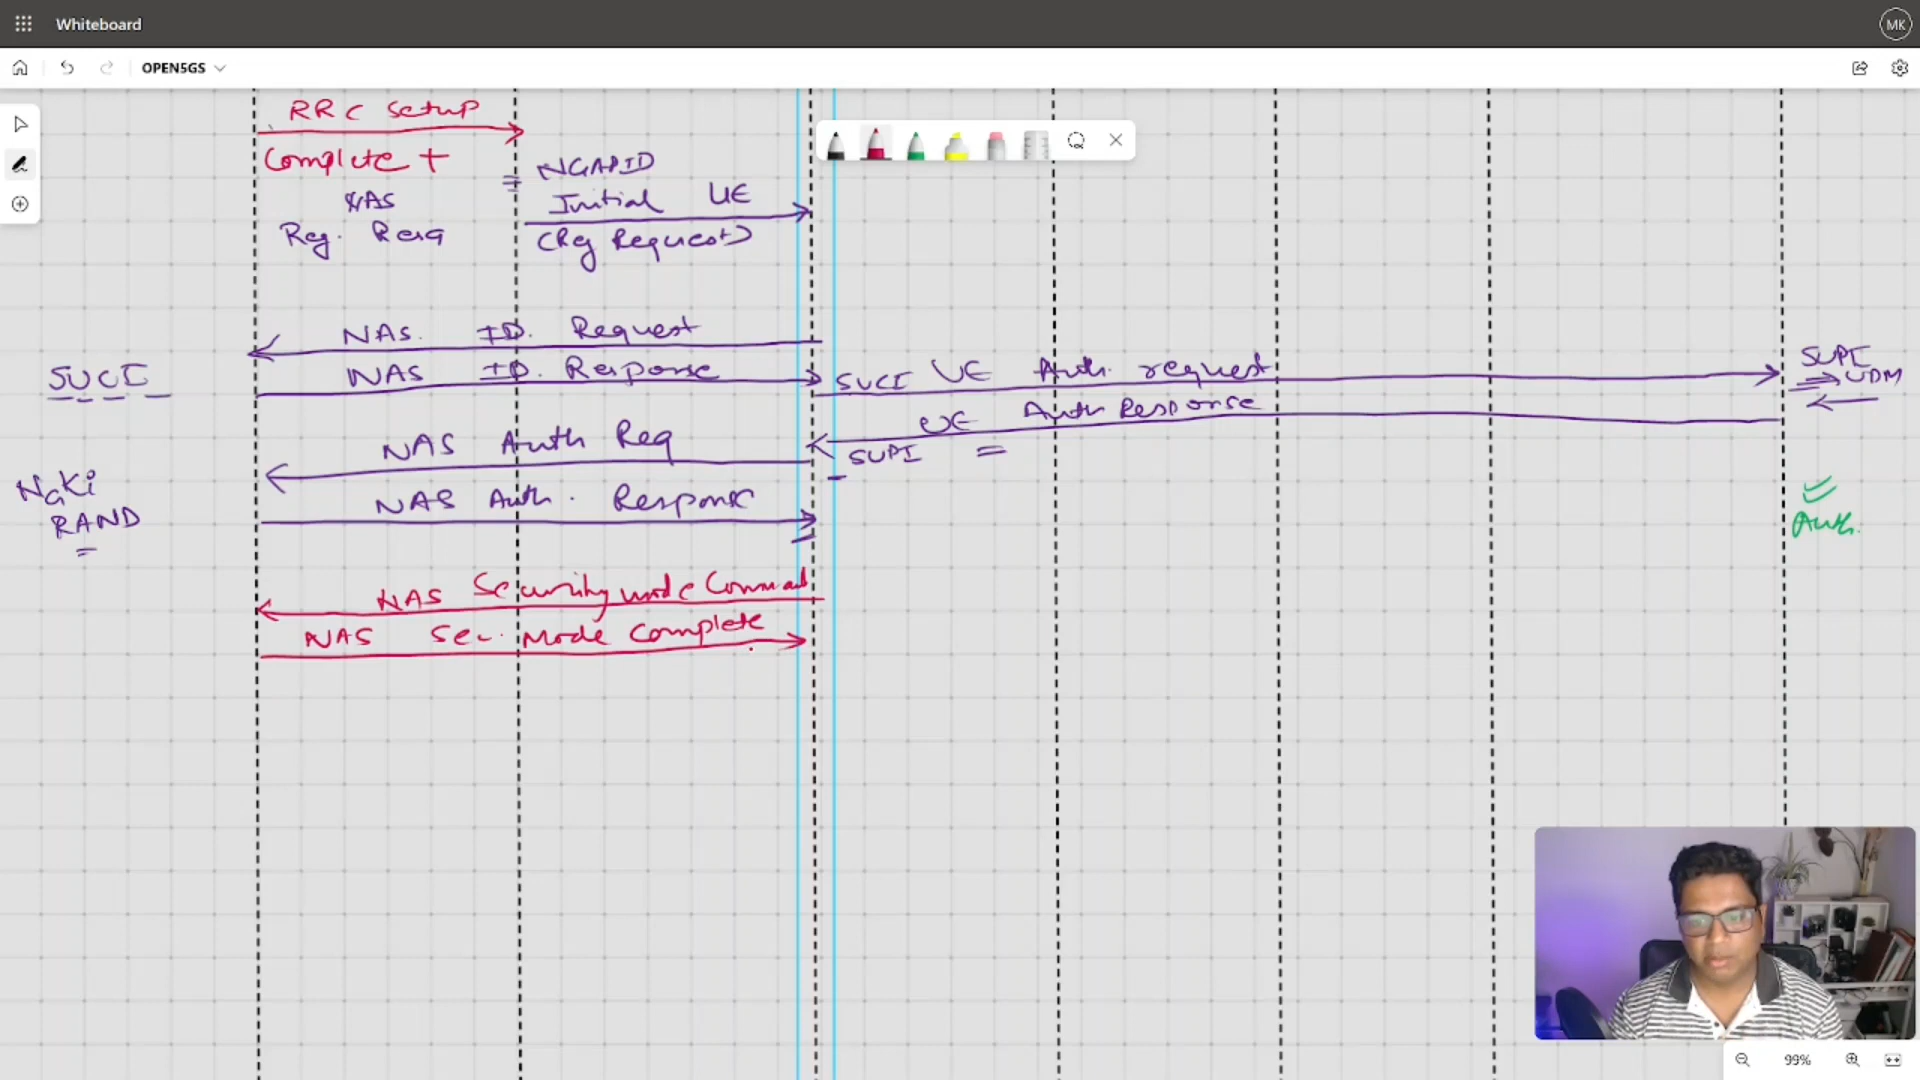 Whiteboard
MK
OPEN5GS
RRC Setup
Complete +
NAS
Reg. Resq
NGAPID
Initial UE
(Reg Request)
NAS. ID. Request
NAS ID. Response
SUCI
SUCI UE Auth. request
SUPI
UDM
UE Auth Response
SUPI
NAS Auth Req
NAS Auth. Response
RAND
Auth.
NAS Security mode Command
NAS Sec. Mode Complete
99%